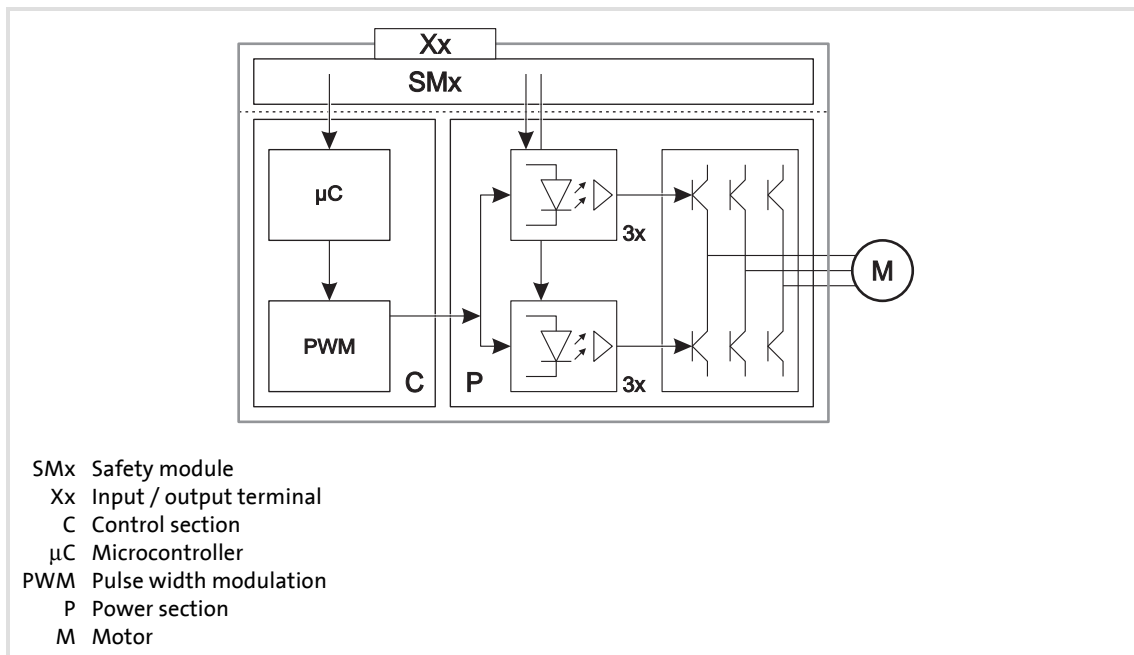 Xx
SMx
µC
3x
M
PWM
C
P
3x
SMx Safety module
Xx Input / output terminal
C Control section
µC Microcontroller
PWM Pulse width modulation
P Power section
M Motor